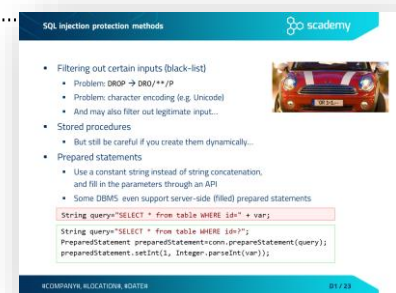 SQL injection protection methods
scademy
Filtering out certain inputs (black-list)
Problem: DROP → DRO/**/P
Problem: character encoding (e.g. Unicode)
And may also filter out legitimate input...
Stored procedures
But still be careful if you create them dynamically...
Prepared statements
Use a constant string instead of string concatenation,
and fill in the parameters through an API
Some DBMS even support server-side (filled) prepared statements
String query="SELECT * from table WHERE id=" + var;
String query="SELECT * from table WHERE id=?";
PreparedStatement preparedStatement=conn.prepareStatement(query);
preparedStatement.setInt(1, Integer.parseInt(var));
#COMPANY#, #LOCATION#, #DATE#
D1 / 23